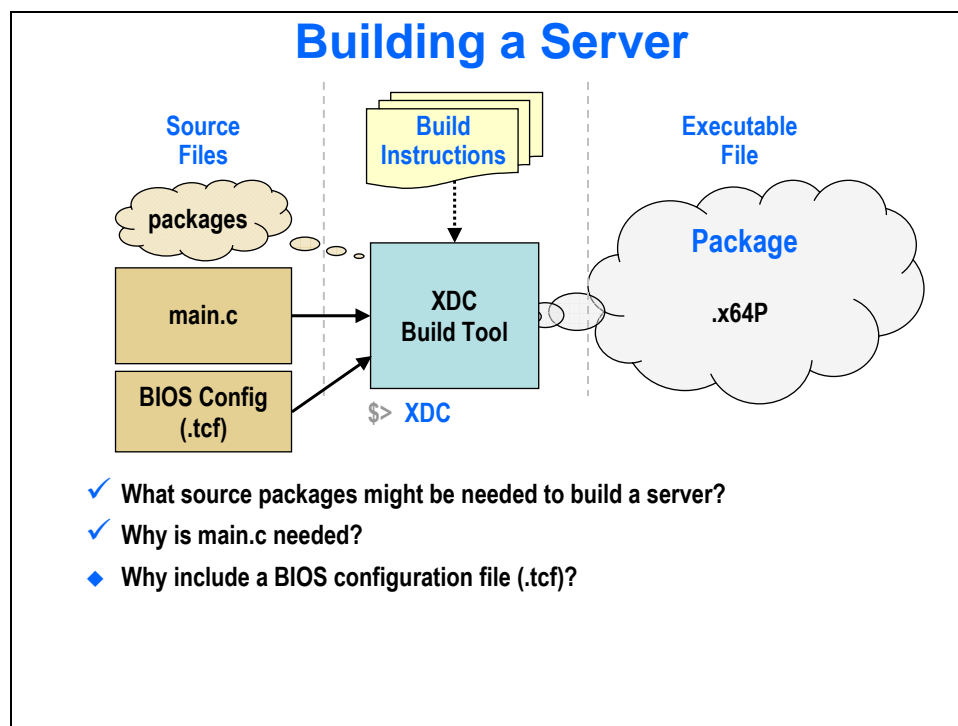 Building a Server
Source
Files
Build
Instructions
Executable
File
packages
main.c
BIOS Config
(.tcf)
XDC
Build Tool
$> XDC
Package
.x64P
✓ What source packages might be needed to build a server?
✓ Why is main.c needed?
◆ Why include a BIOS configuration file (.tcf)?